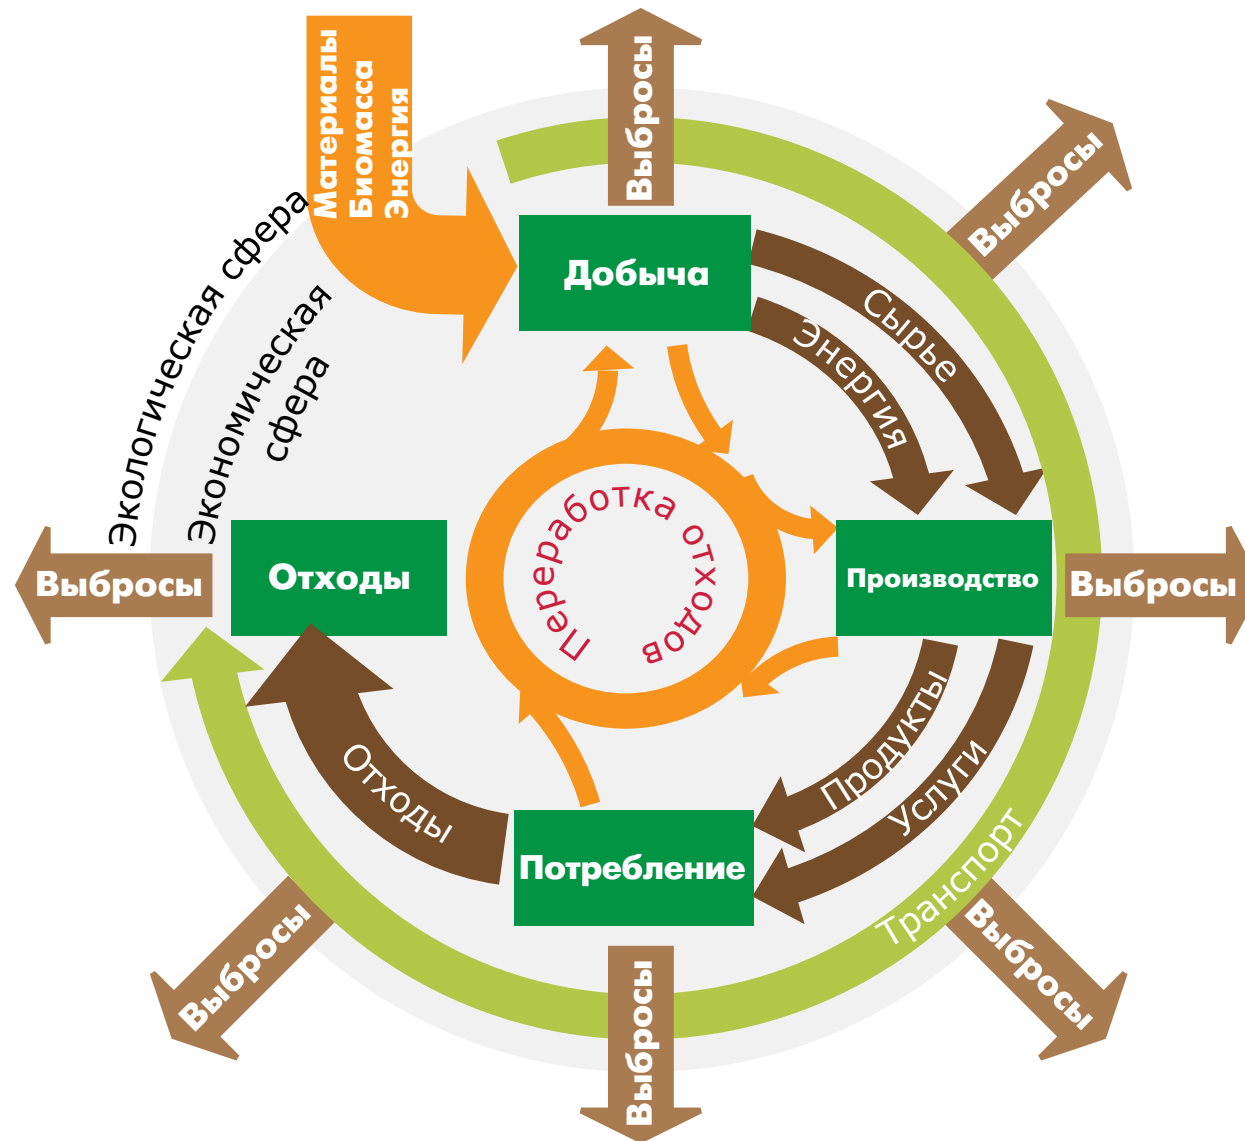 Материалы
Биомасса
Энергия
Выбросы
Выбросы
Экологическая сфера
Экономическая
сфера
Добыча
Сырье
Энергия
Переработка отходов
Выбросы
Отходы
Производство
Выбросы
Отходы
Продукты
Услуги
Транспорт
Потребление
Выбросы
Выбросы
Выбросы